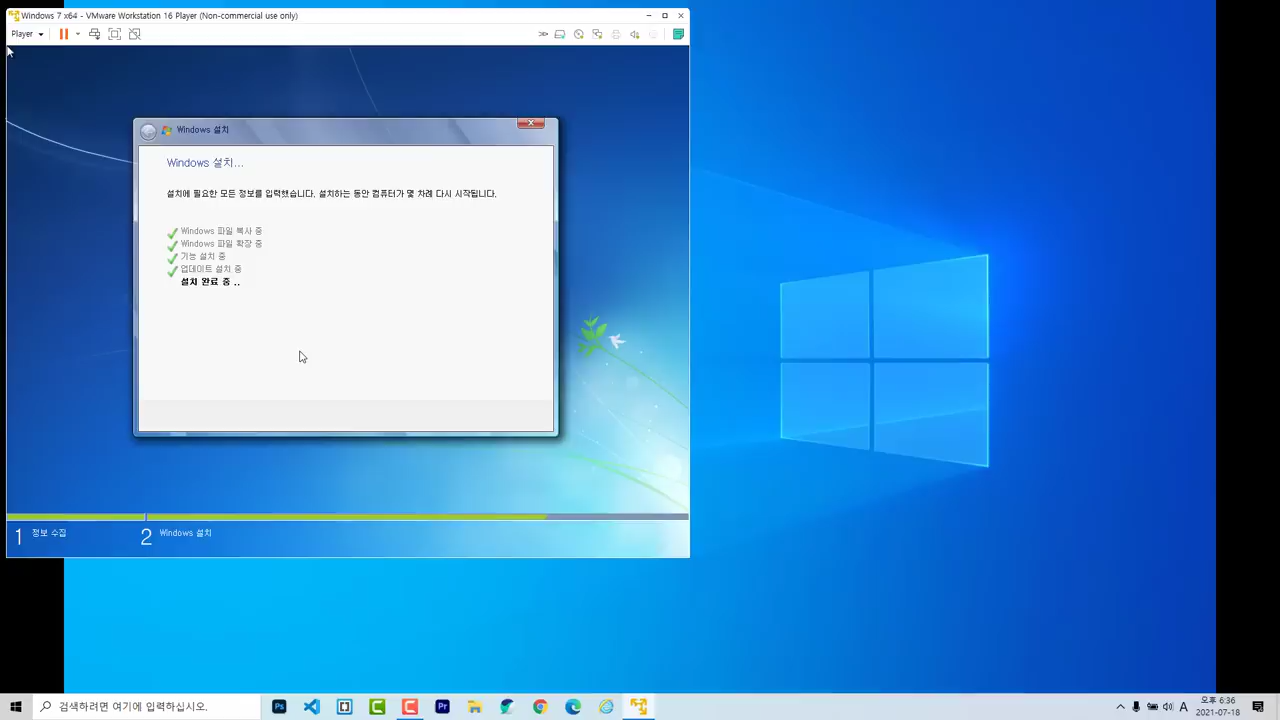 Windows 7 x64 - VMware Workstation 16 Player (Non-commercial use only)
Player
Windows 설치
Windows 설치...
설치에 필요한 모든 정보를 입력했습니다. 설치하는 동안 컴퓨터가 몇 차례 다시 시작됩니다.
Windows 파일 복사 중
Windows 파일 확장 중
기능 설치 중
업데이트 설치 중
설치 완료 중 ..
1 정보 수집
2 Windows 설치
검색하려면 여기에 입력하십시오.
Ps
Pr
A
오후 6:36
2021-07-18